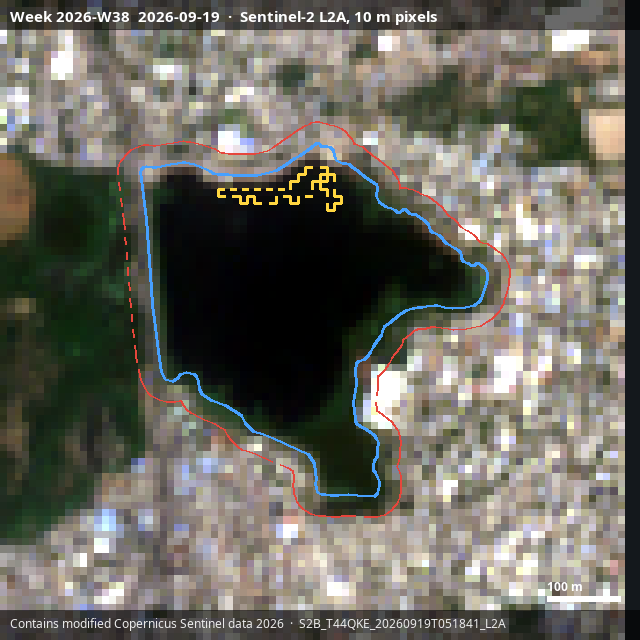 Week 2026-W38 2026-09-19 · Sentinel-2 L2A, 10 m pixels
100 m
Contains modified Copernicus Sentinel data 2026 · S2B_T44QKE_20260919T051841_L2A